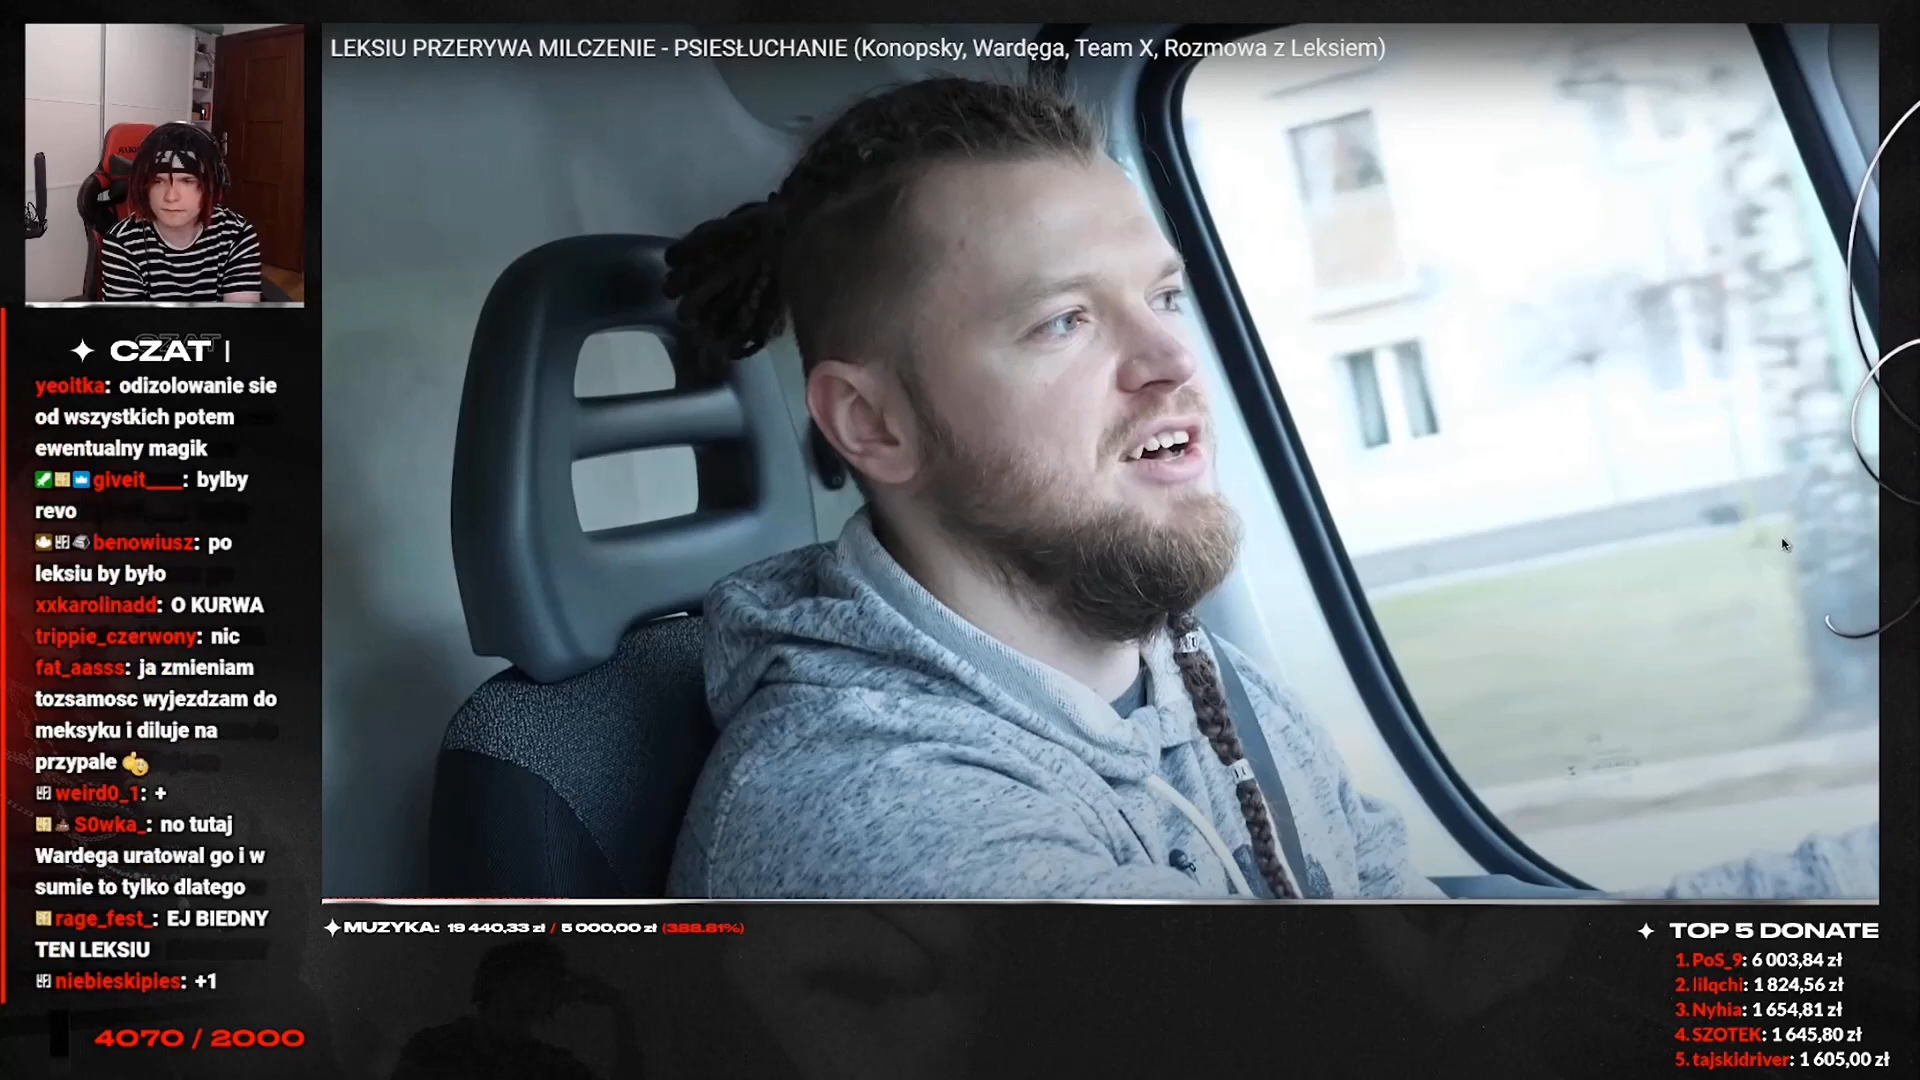 LEKSIU PRZERYWA MILCZENIE - PSIESŁUCHANIE (Konopsky, Wardęga, Team X, Rozmowa z Leksiem)
CZAT |
yeoitka: odizolowanie sie
od wszystkich potem
ewentualny magik
giveit____: bylby
revo
benowiusz: po
leksiu by było
xxkarolinadd: O KURWA
trippie_czerwony: nic
fat_aasss: ja zmieniam
tozsamosc wyjezdzam do
meksyku i diluje na
przypale
weird0_1: +
S0wka_: no tutaj
Wardega uratowal go i w
sumie to tylko dlatego
rage_fest_: EJ BIEDNY
TEN LEKSIU
niebieskipies: +1
4070 / 2000
MUZYKA: 19 440,33 zł / 5 000,00 zł (388.81%)
TOP 5 DONATE
1. PoS_9: 6 003,84 zł
2. lilqchi: 1 824,56 zł
3. Nyhia: 1 654,81 zł
4. SZOTEK: 1 645,80 zł
5. tajskidriver: 1 605,00 zł